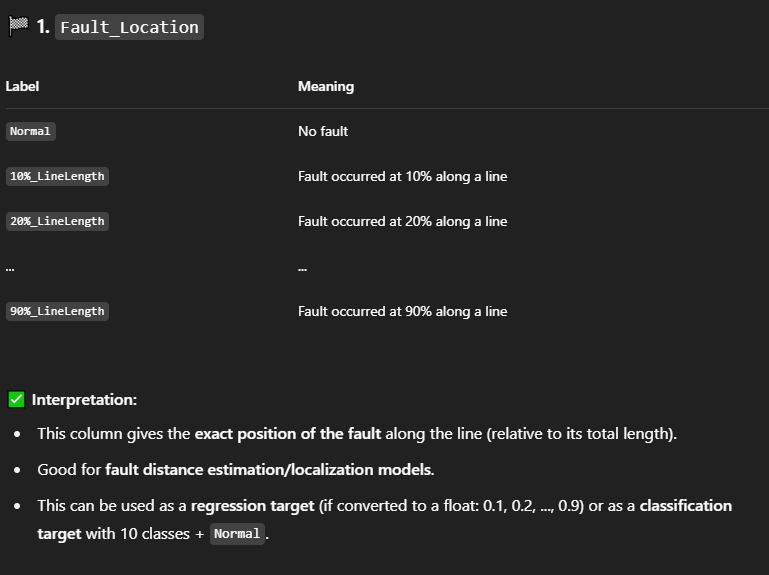 🏁 1. Fault_Location
Label Meaning
Normal No fault
10%_LineLength Fault occurred at 10% along a line
20%_LineLength Fault occurred at 20% along a line
... ...
90%_LineLength Fault occurred at 90% along a line
✅ Interpretation:
• This column gives the exact position of the fault along the line (relative to its total length).
• Good for fault distance estimation/localization models.
• This can be used as a regression target (if converted to a float: 0.1, 0.2, ..., 0.9) or as a classification
target with 10 classes + Normal.